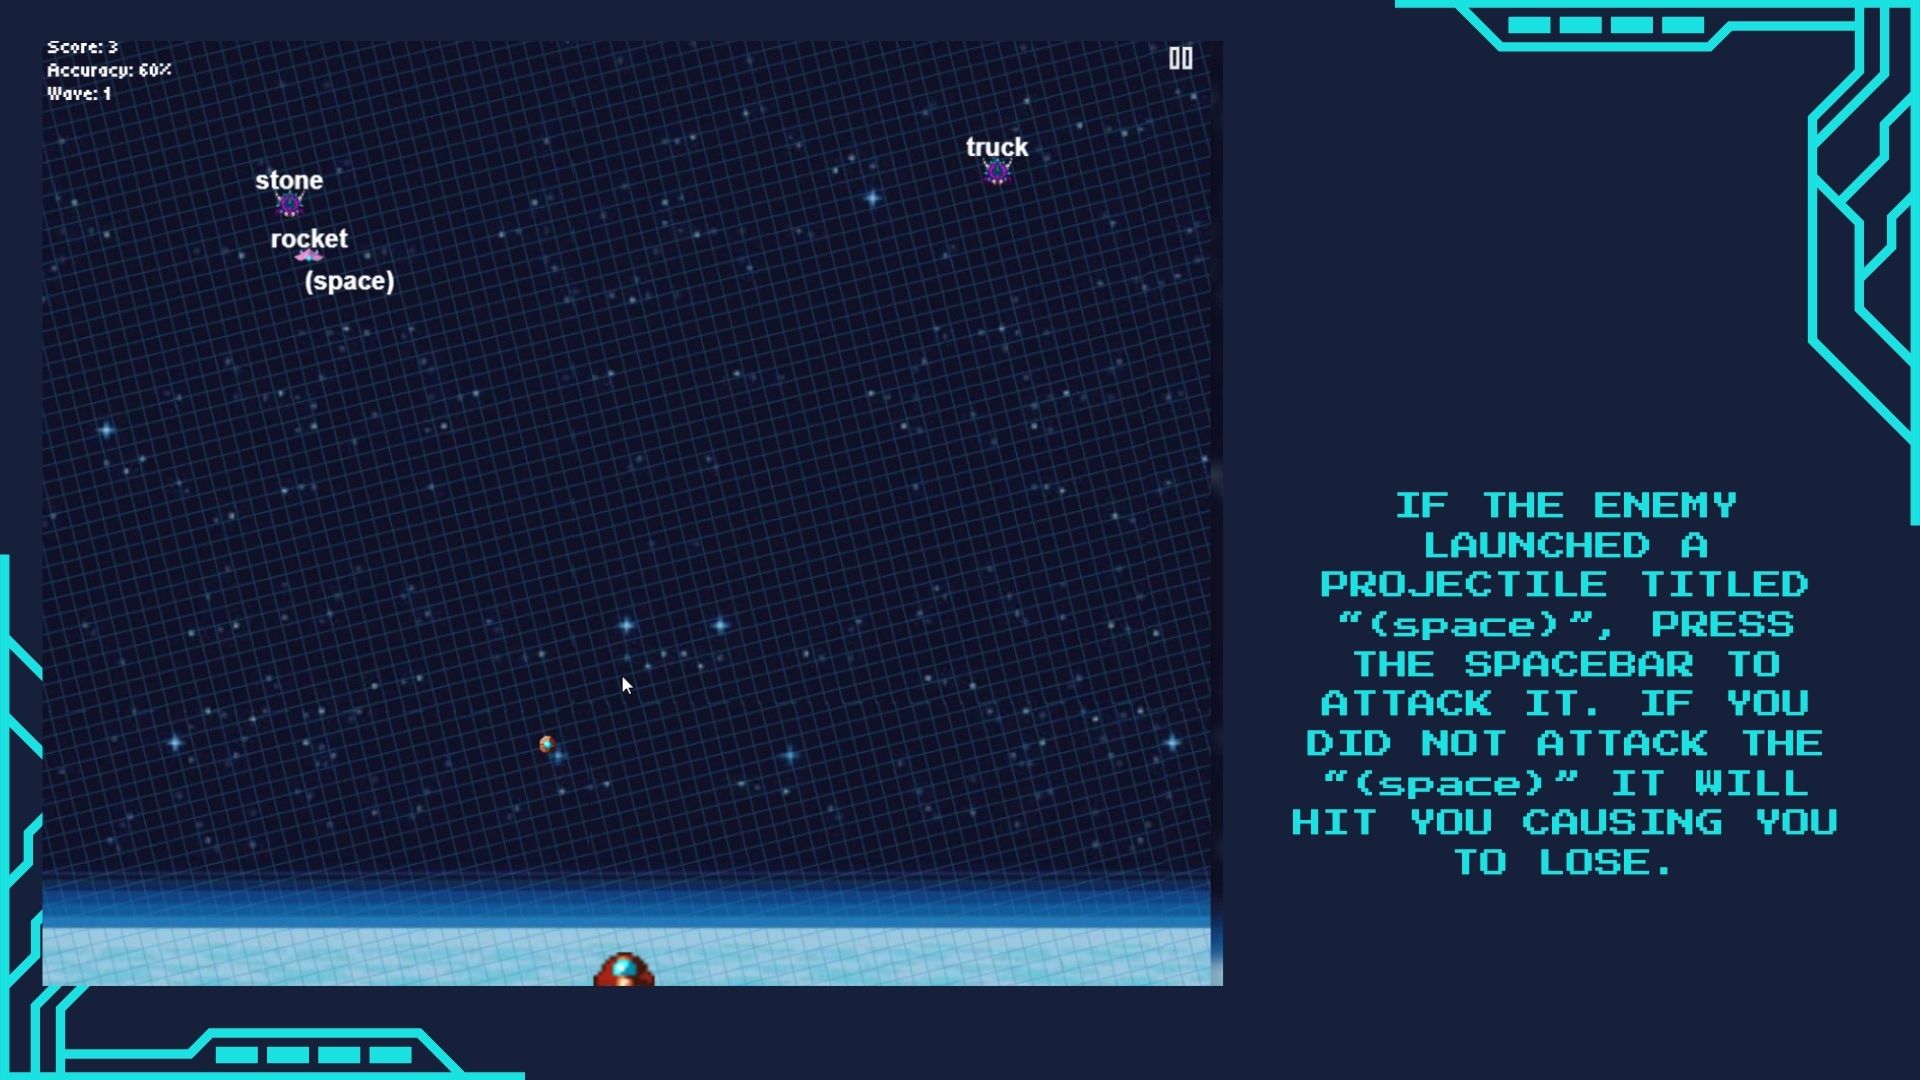 Score: 3
Accuracy: 60%
Wave: 1
truck
stone
rocket
(space)
IF THE ENEMY
LAUNCHED A
PROJECTILE TITLED
"(space)", PRESS
THE SPACEBAR TO
ATTACK IT. IF YOU
DID NOT ATTACK THE
"(space)" IT WILL
HIT YOU CAUSING YOU
TO LOSE.